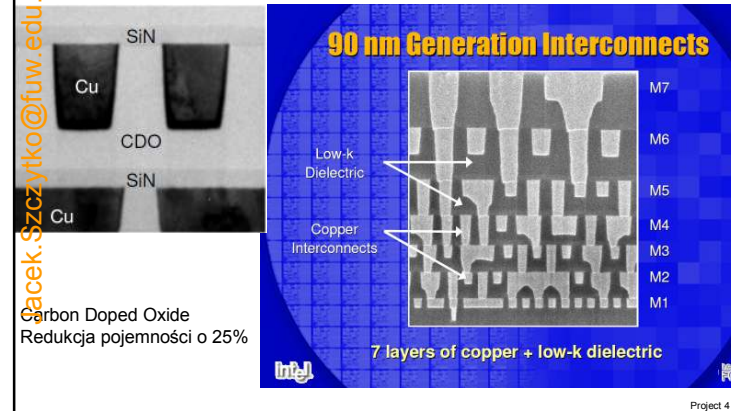 Jacek.Szczytko@fuw.edu.
SiN
Cu
CDO
SiN
Cu
Carbon Doped Oxide
Redukcja pojemności o 25%
90 nm Generation Interconnects
M7
M6
Low-k
Dielectric
M5
M4
Copper
Interconnects
M3
M2
M1
7 layers of copper + low-k dielectric
intel.
Project 4